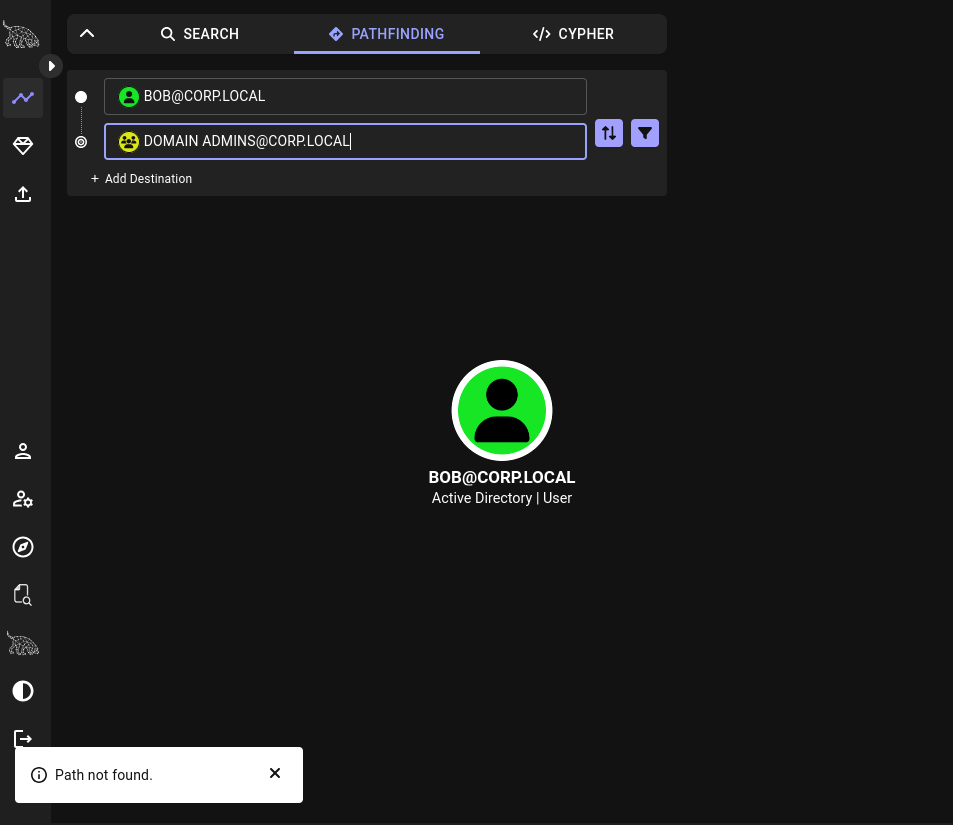 SEARCH
PATHFINDING
</> CYPHER
BOB@CORP.LOCAL
DOMAIN ADMINS@CORP.LOCAL
+ Add Destination
BOB@CORP.LOCAL
Active Directory | User
Path not found.